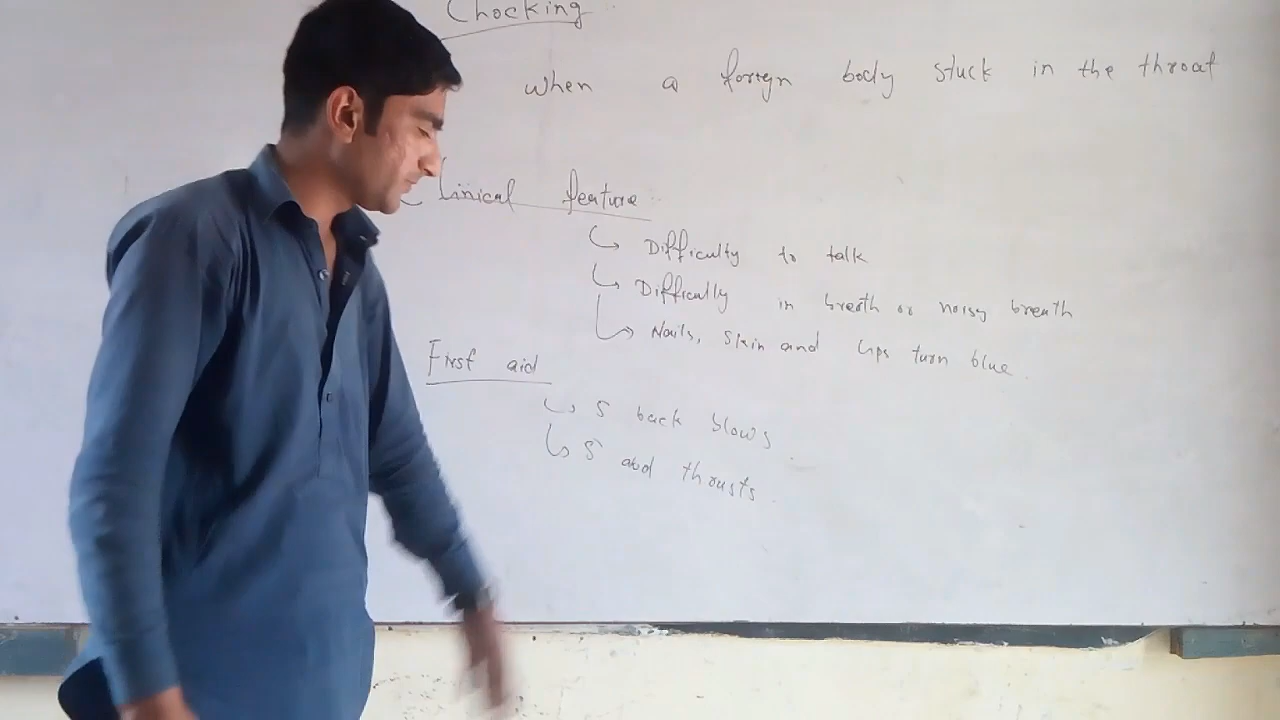 Chocking
when a foriegn body stuck in the throat
Clinical feature
Difficulty to talk
Difficulty in breath or noisy breath
Nails, Skin and Lips turn blue.
First aid
5 back blows.
5 abd thrusts.